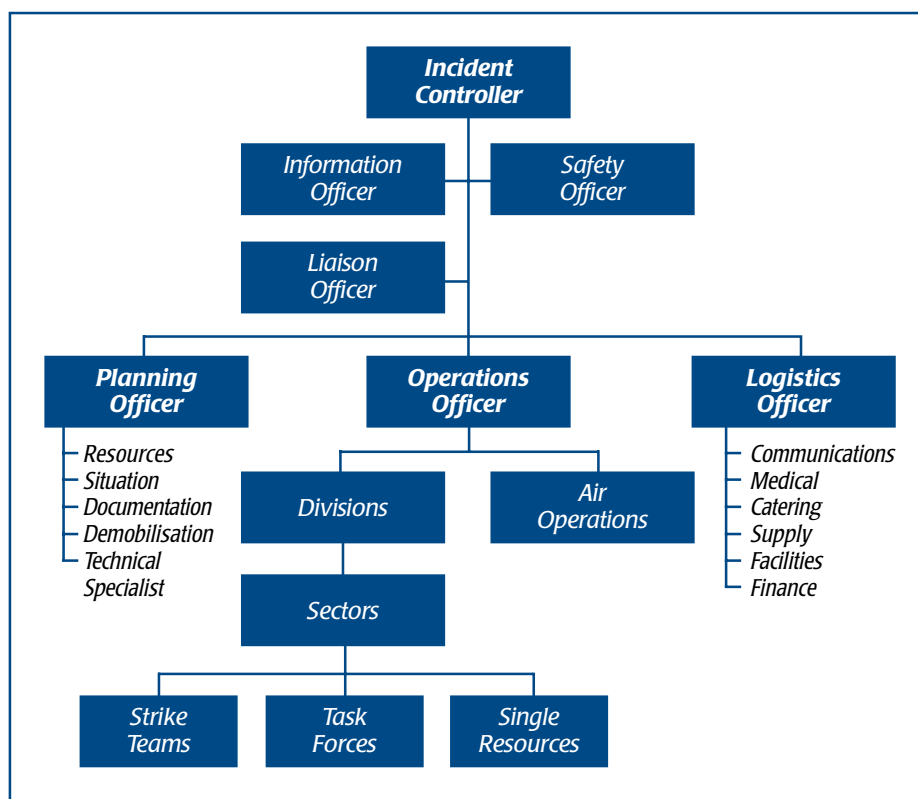 Incident
Controller
Information
Officer
Safety
Officer
Liaison
Officer
Planning
Officer
Operations
Officer
Logistics
Officer
Resources
Situation
Documentation
Demobilisation
Technical
Specialist
Divisions
Air
Operations
Communications
Medical
Catering
Supply
Facilities
Finance
Sectors
Strike
Teams
Task
Forces
Single
Resources